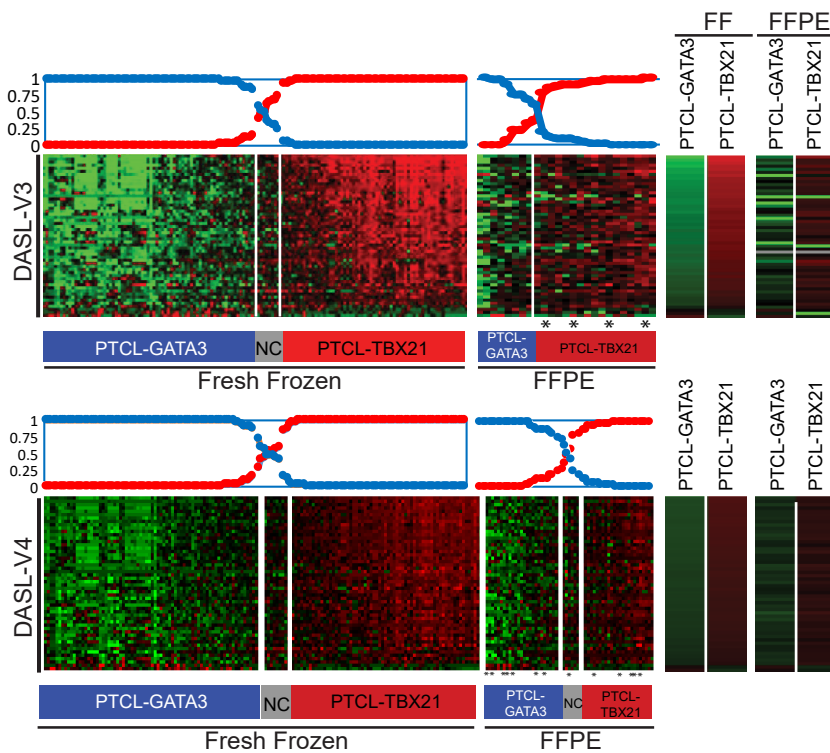 FF FFPE
PTCL-GATA3
PTCL-TBX21
PTCL-GATA3
PTCL-TBX21
1
0.75
0.5
0.25
0
DASL-V3
* * * *
PTCL-GATA3 NC PTCL-TBX21
PTCL-
GATA3 PTCL-TBX21
Fresh Frozen FFPE
PTCL-GATA3
PTCL-TBX21
PTCL-GATA3
PTCL-TBX21
1
0.75
0.5
0.25
0
DASL-V4
** *** * * * * *** *
PTCL-GATA3 NC PTCL-TBX21
PTCL-
GATA3 NC PTCL-
TBX21
Fresh Frozen FFPE